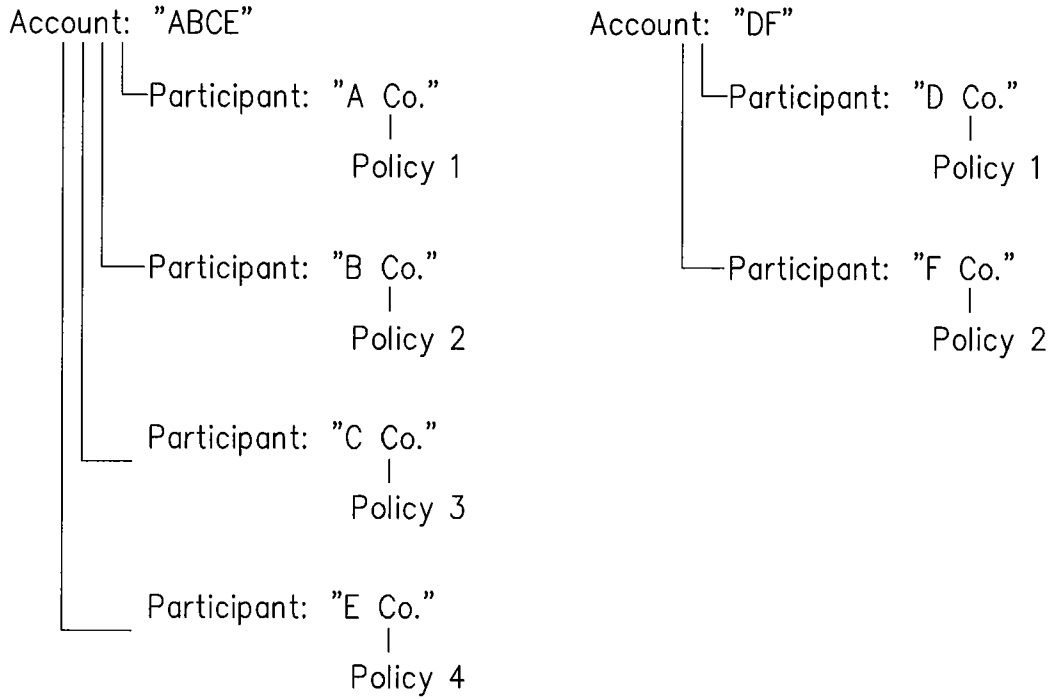 Account: "ABCE"
Participant: "A Co."
Policy 1
Participant: "B Co."
Policy 2
Participant: "C Co."
Policy 3
Participant: "E Co."
Policy 4
Account: "DF"
Participant: "D Co."
Policy 1
Participant: "F Co."
Policy 2